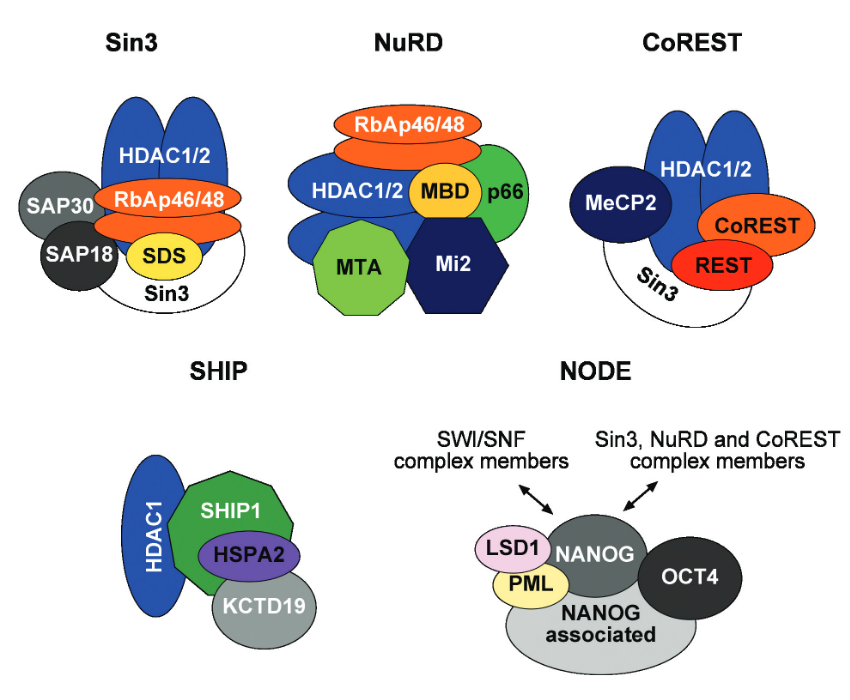 Sin3
NuRD
CoREST
HDAC1/2
RbAp46/48
SAP30
SAP18
SDS
Sin3
RbAp46/48
HDAC1/2
MBD
p66
MTA
Mi2
HDAC1/2
MeCP2
CoREST
REST
Sin3
SHIP
NODE
HDAC1
SHIP1
HSPA2
KCTD19
SWI/SNF
complex members
Sin3, NuRD and CoREST
complex members
LSD1
NANOG
PML
OCT4
NANOG
associated